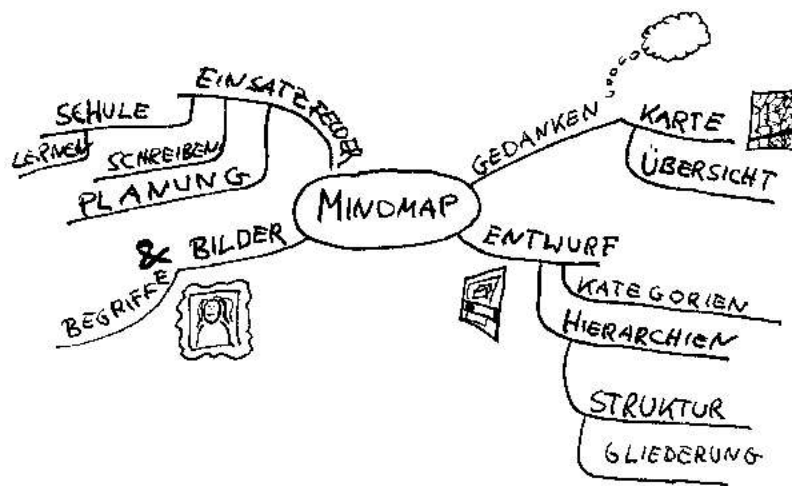 MINDMAP
GEDANKEN
KARTE
ÜBERSICHT
ENTWURF
KATEGORIEN
HIERARCHIEN
STRUKTUR
GLIEDERUNG
BEGRIFFE & BILDER
EINSATZFELDER
SCHULE
LERNEN
SCHREIBEN
PLANUNG